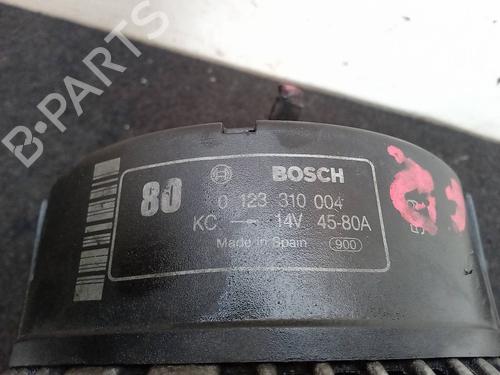 B-PARTS
80 BOSCH
0 123 310 004
KC 14V 45-80A
Made in Spain 900